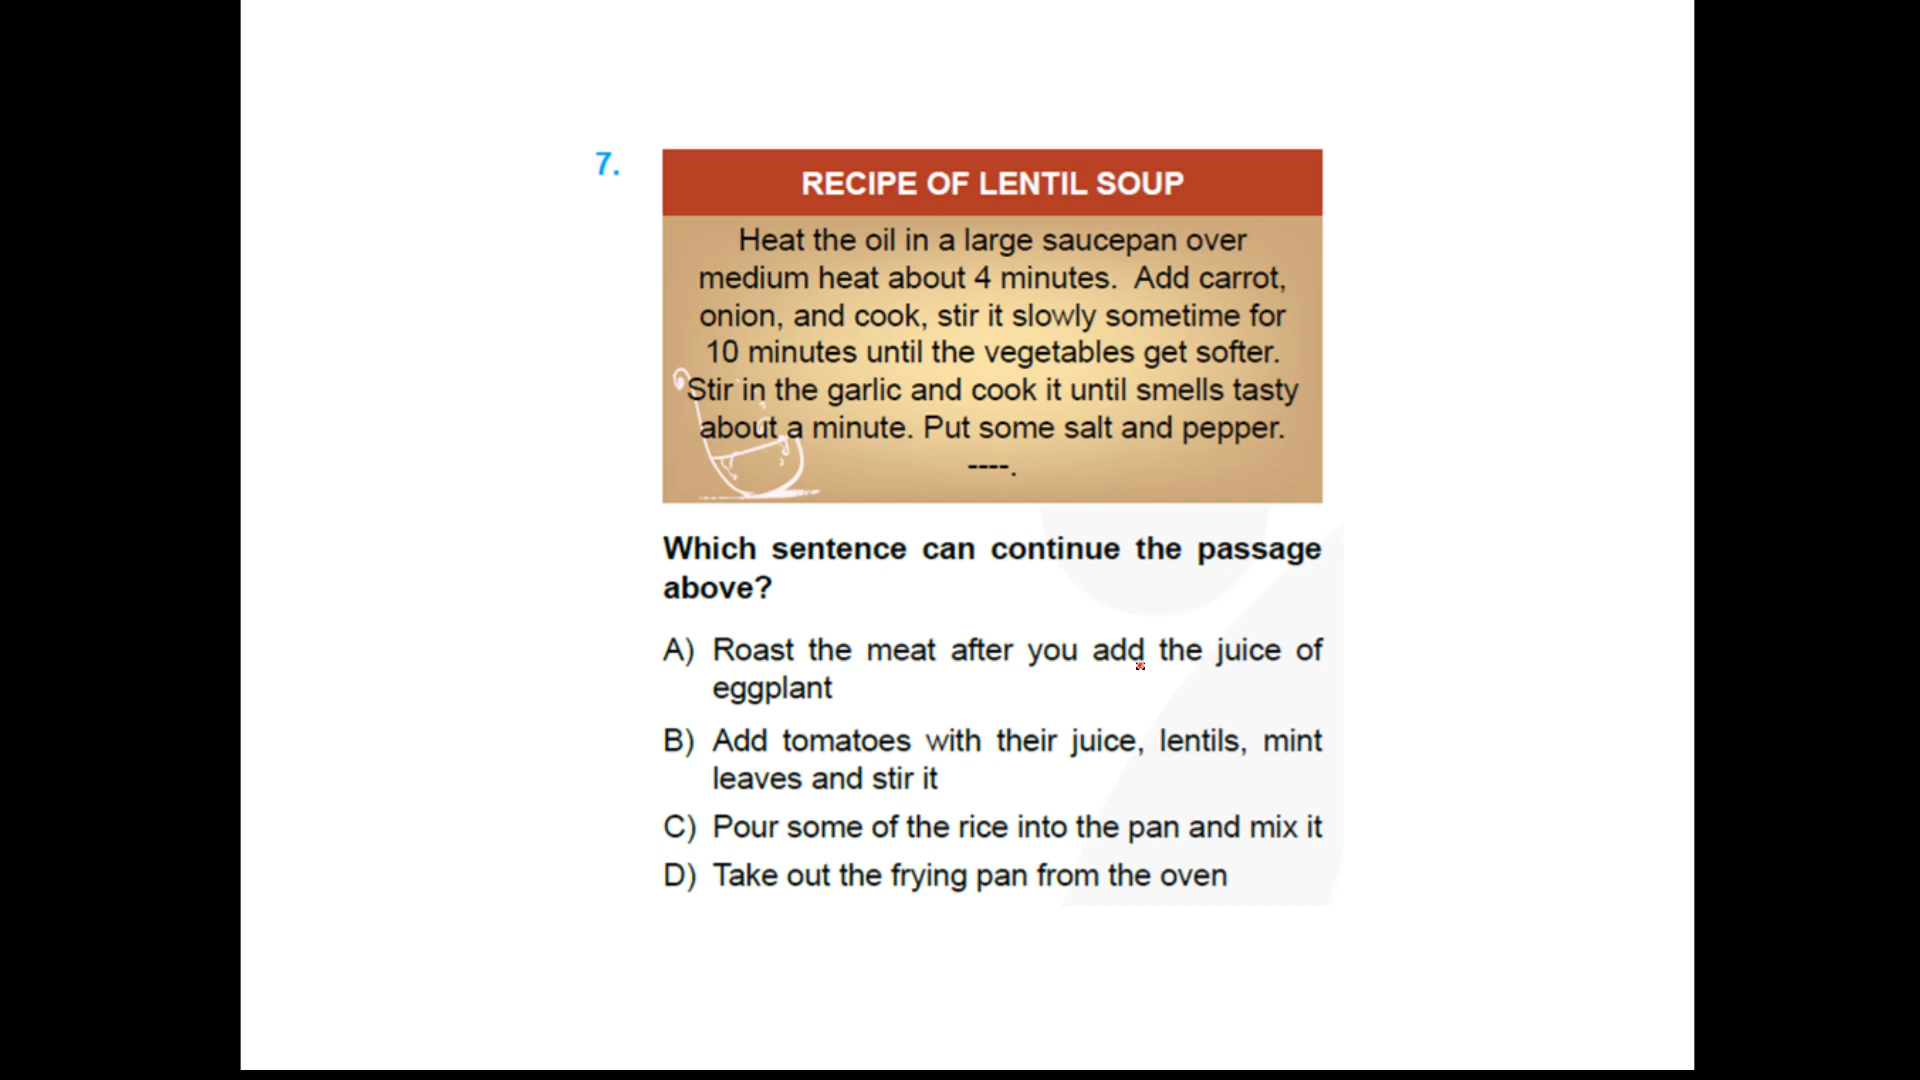 7.
RECIPE OF LENTIL SOUP
Heat the oil in a large saucepan over
medium heat about 4 minutes.  Add carrot,
onion, and cook, stir it slowly sometime for
10 minutes until the vegetables get softer.
Stir in the garlic and cook it until smells tasty
about a minute. Put some salt and pepper.
----.
Which sentence can continue the passage
above?
A) Roast the meat after you add the juice of
eggplant
B) Add tomatoes with their juice, lentils, mint
leaves and stir it
C) Pour some of the rice into the pan and mix it
D) Take out the frying pan from the oven